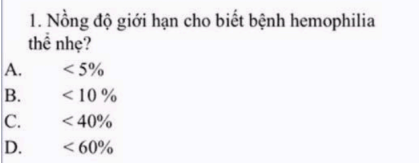 1. Nồng độ giới hạn cho biết bệnh hemophilia
thể nhẹ?
A. < 5%
B. < 10 %
C. < 40%
D. < 60%